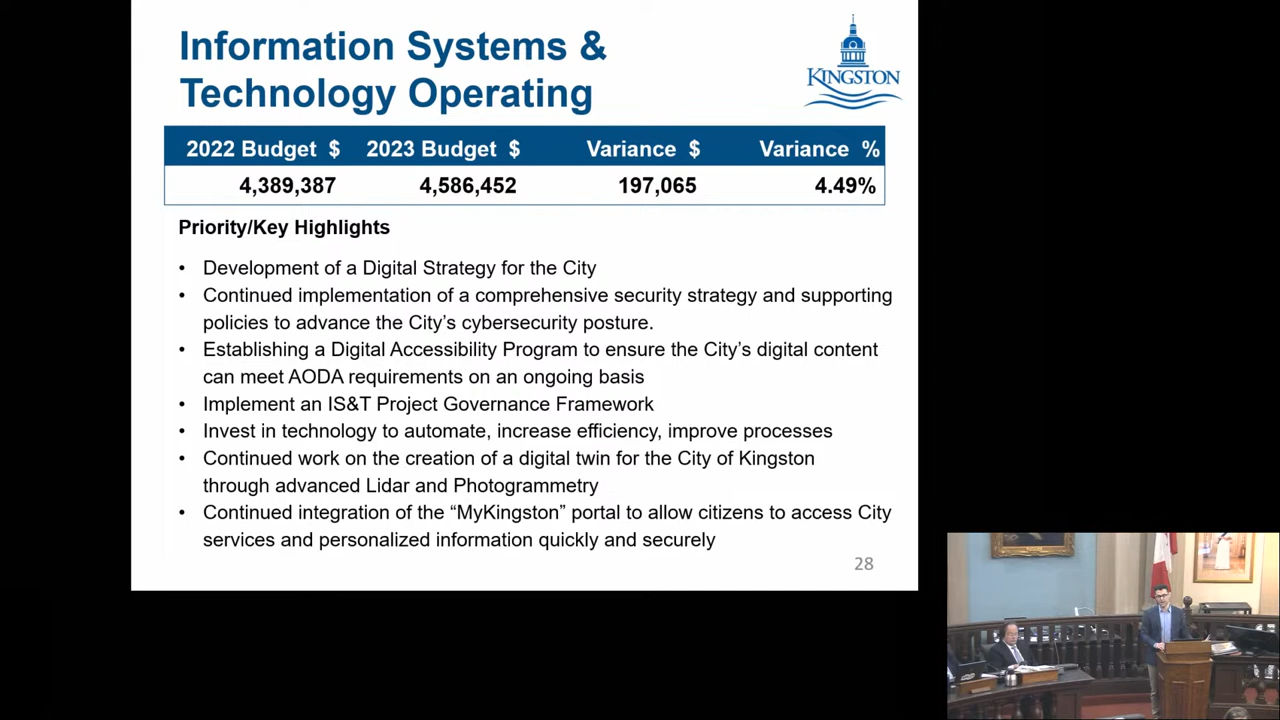 Information Systems &
Technology Operating
KINGSTON
2022 Budget $ 2023 Budget $ Variance $ Variance %
4,389,387 4,586,452 197,065 4.49%
Priority/Key Highlights
• Development of a Digital Strategy for the City
• Continued implementation of a comprehensive security strategy and supporting
policies to advance the City’s cybersecurity posture.
• Establishing a Digital Accessibility Program to ensure the City’s digital content
can meet AODA requirements on an ongoing basis
• Implement an IS&T Project Governance Framework
• Invest in technology to automate, increase efficiency, improve processes
• Continued work on the creation of a digital twin for the City of Kingston
through advanced Lidar and Photogrammetry
• Continued integration of the “MyKingston” portal to allow citizens to access City
services and personalized information quickly and securely
28